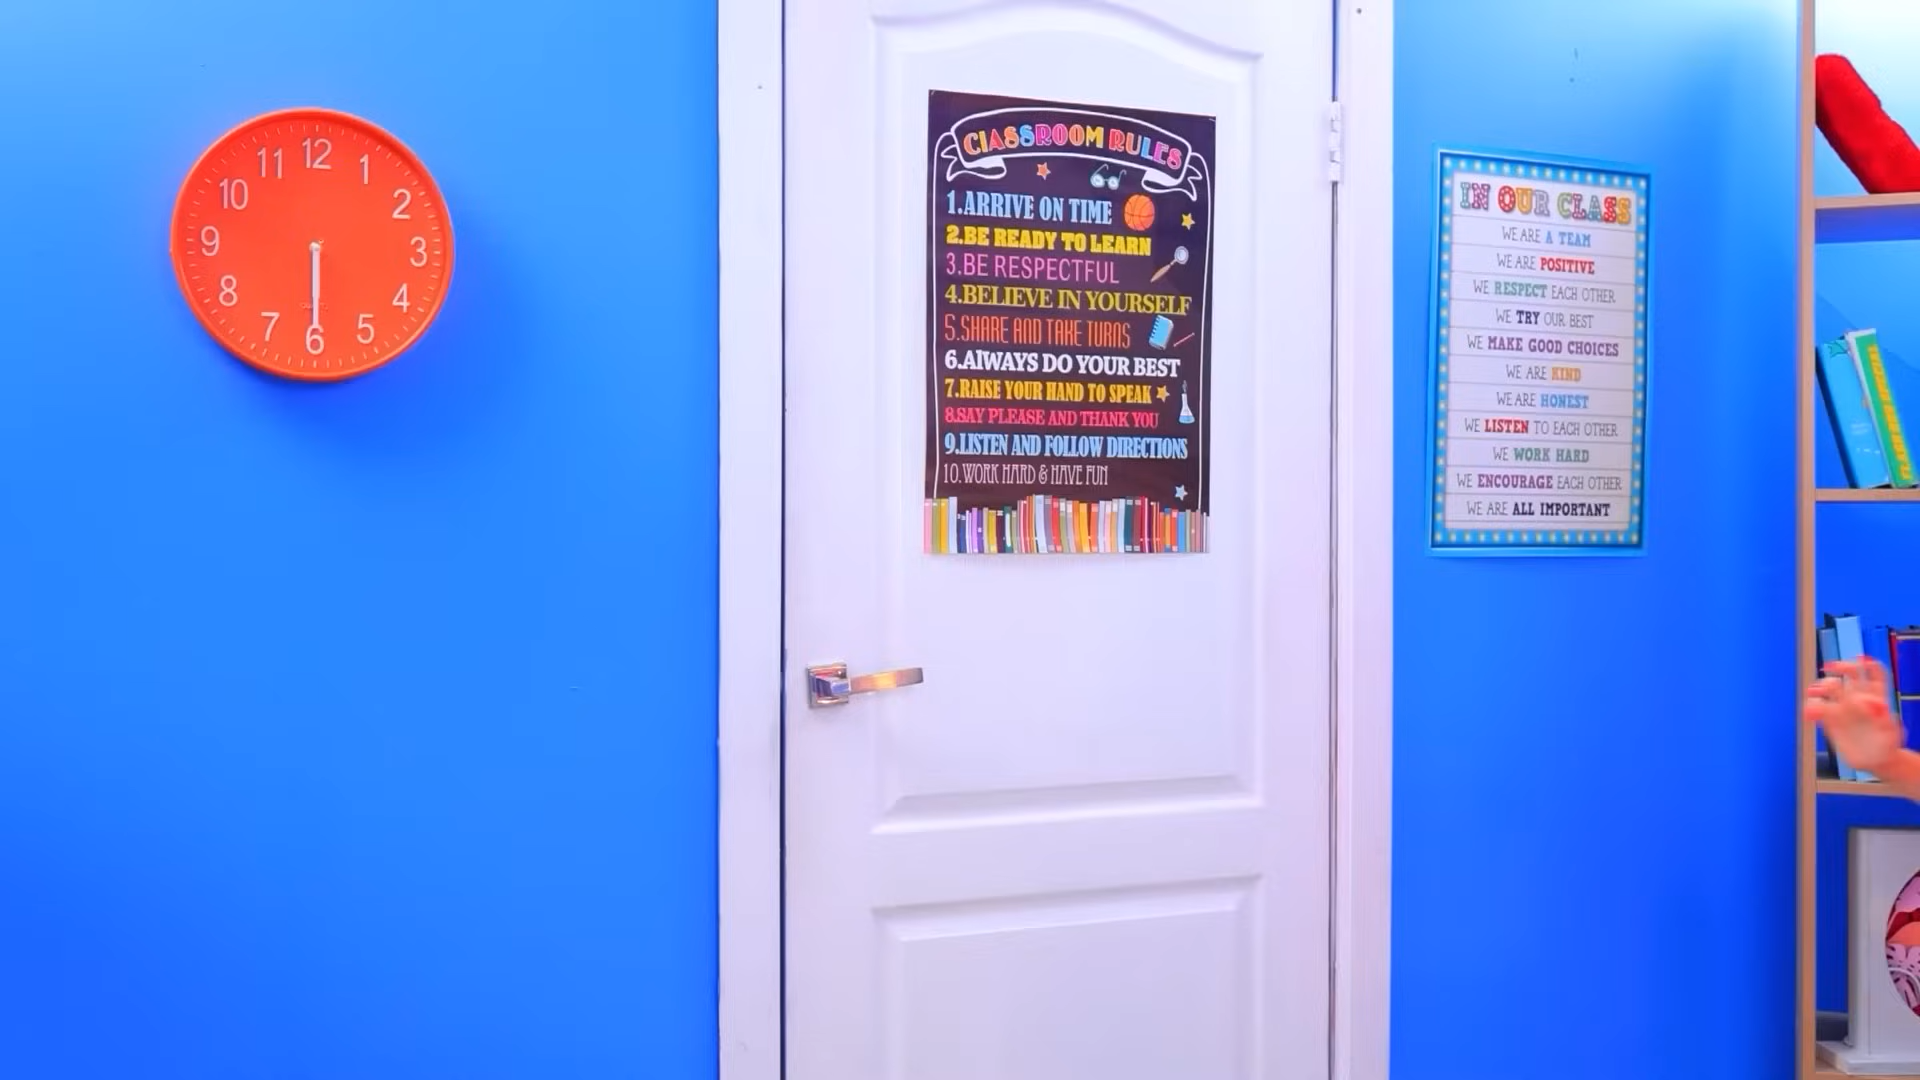 12
1
2
3
4
5
6
7
8
9
10
11
CLASSROOM RULES
1.ARRIVE ON TIME
2.BE READY TO LEARN
3.BE RESPECTFUL
4.BELIEVE IN YOURSELF
5.SHARE AND TAKE TURNS
6.ALWAYS DO YOUR BEST
7.RAISE YOUR HAND TO SPEAK
8.SAY PLEASE AND THANK YOU
9.LISTEN AND FOLLOW DIRECTIONS
10.WORK HARD & HAVE FUN
IN OUR CLASS
WE ARE A TEAM
WE ARE POSITIVE
WE RESPECT EACH OTHER
WE TRY OUR BEST
WE MAKE GOOD CHOICES
WE ARE KIND
WE ARE HONEST
WE LISTEN TO EACH OTHER
WE WORK HARD
WE ENCOURAGE EACH OTHER
WE ARE ALL IMPORTANT